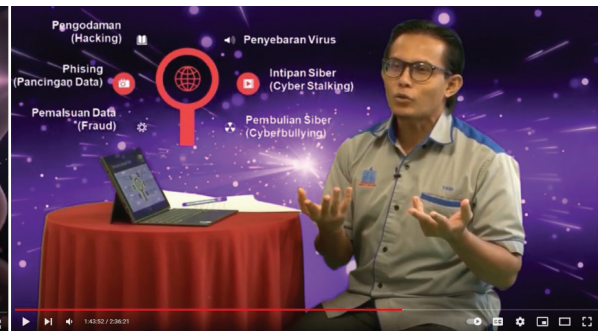 Pengodaman
(Hacking)
Penyebaran Virus
Phising
(Pancingan Data)
Intipan Siber
(Cyber Stalking)
Pemalsuan Data
(Fraud)
Pembulian Siber
(Cyberbullying)
1:43:52 / 2:36:21